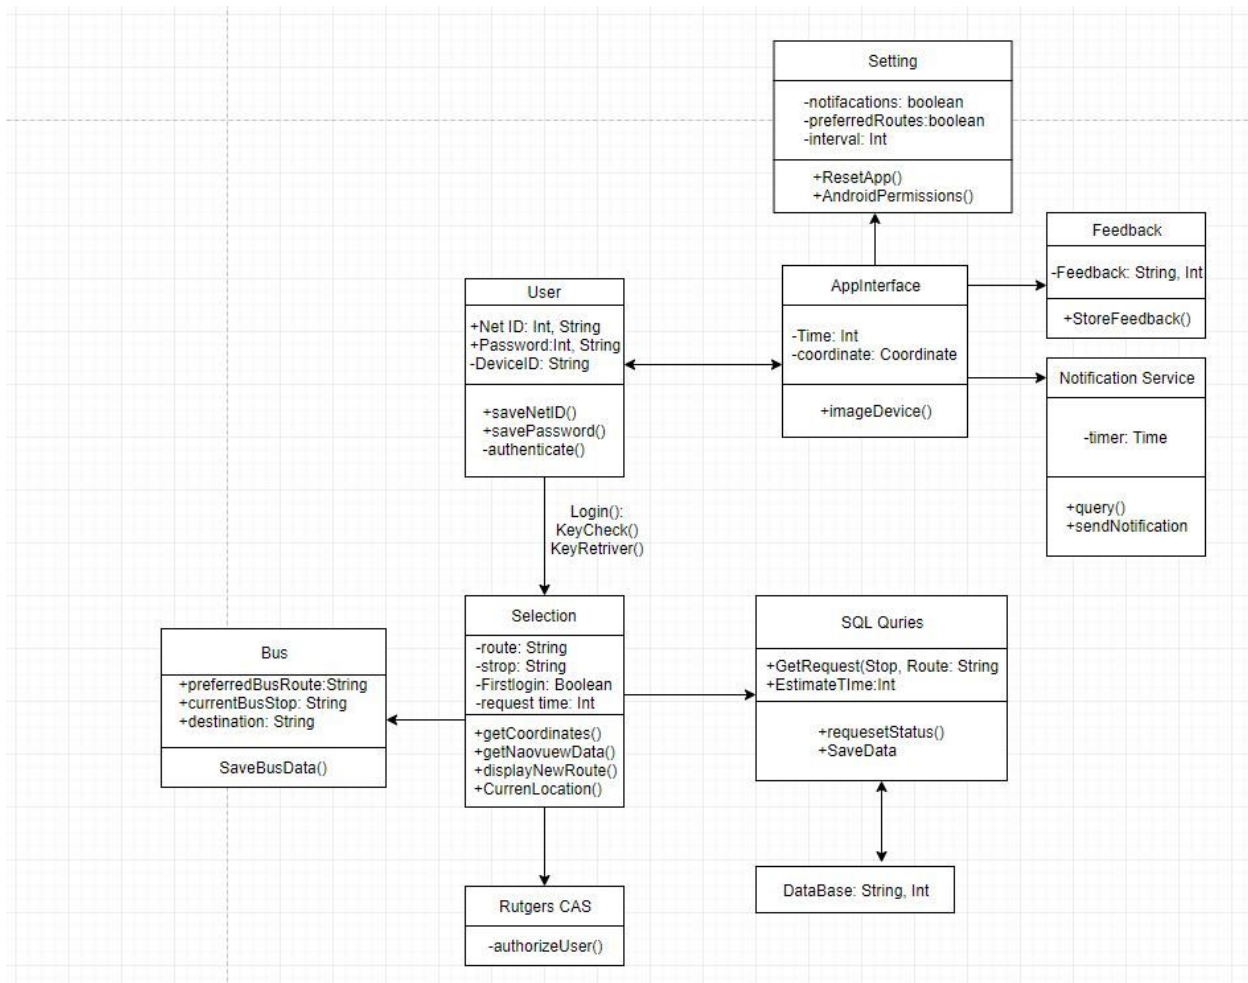 Setting
-notifacations: boolean
-preferredRoutes:boolean
-interval: Int
+ResetApp()
+AndroidPermissions()
Feedback
-Feedback: String, Int
+StoreFeedback()
AppInterface
-Time: Int
-coordinate: Coordinate
+imageDevice()
User
+Net ID: Int, String
+Password:Int, String
-DeviceID: String
+saveNetID()
+savePassword()
-authenticate()
Notification Service
-timer: Time
+query()
+sendNotification
Login():
KeyCheck()
KeyRetriver()
Selection
-route: String
-strop: String
-Firstlogin: Boolean
-request time: Int
+getCoordinates()
+getNaovuewData()
+displayNewRoute()
+CurrenLocation()
SQL Quries
+GetRequest(Stop, Route: String
+EstimateTIme:Int
+requesetStatus()
+SaveData
Bus
+preferredBusRoute:String
+currentBusStop: String
+destination: String
SaveBusData()
DataBase: String, Int
Rutgers CAS
-authorizeUser()